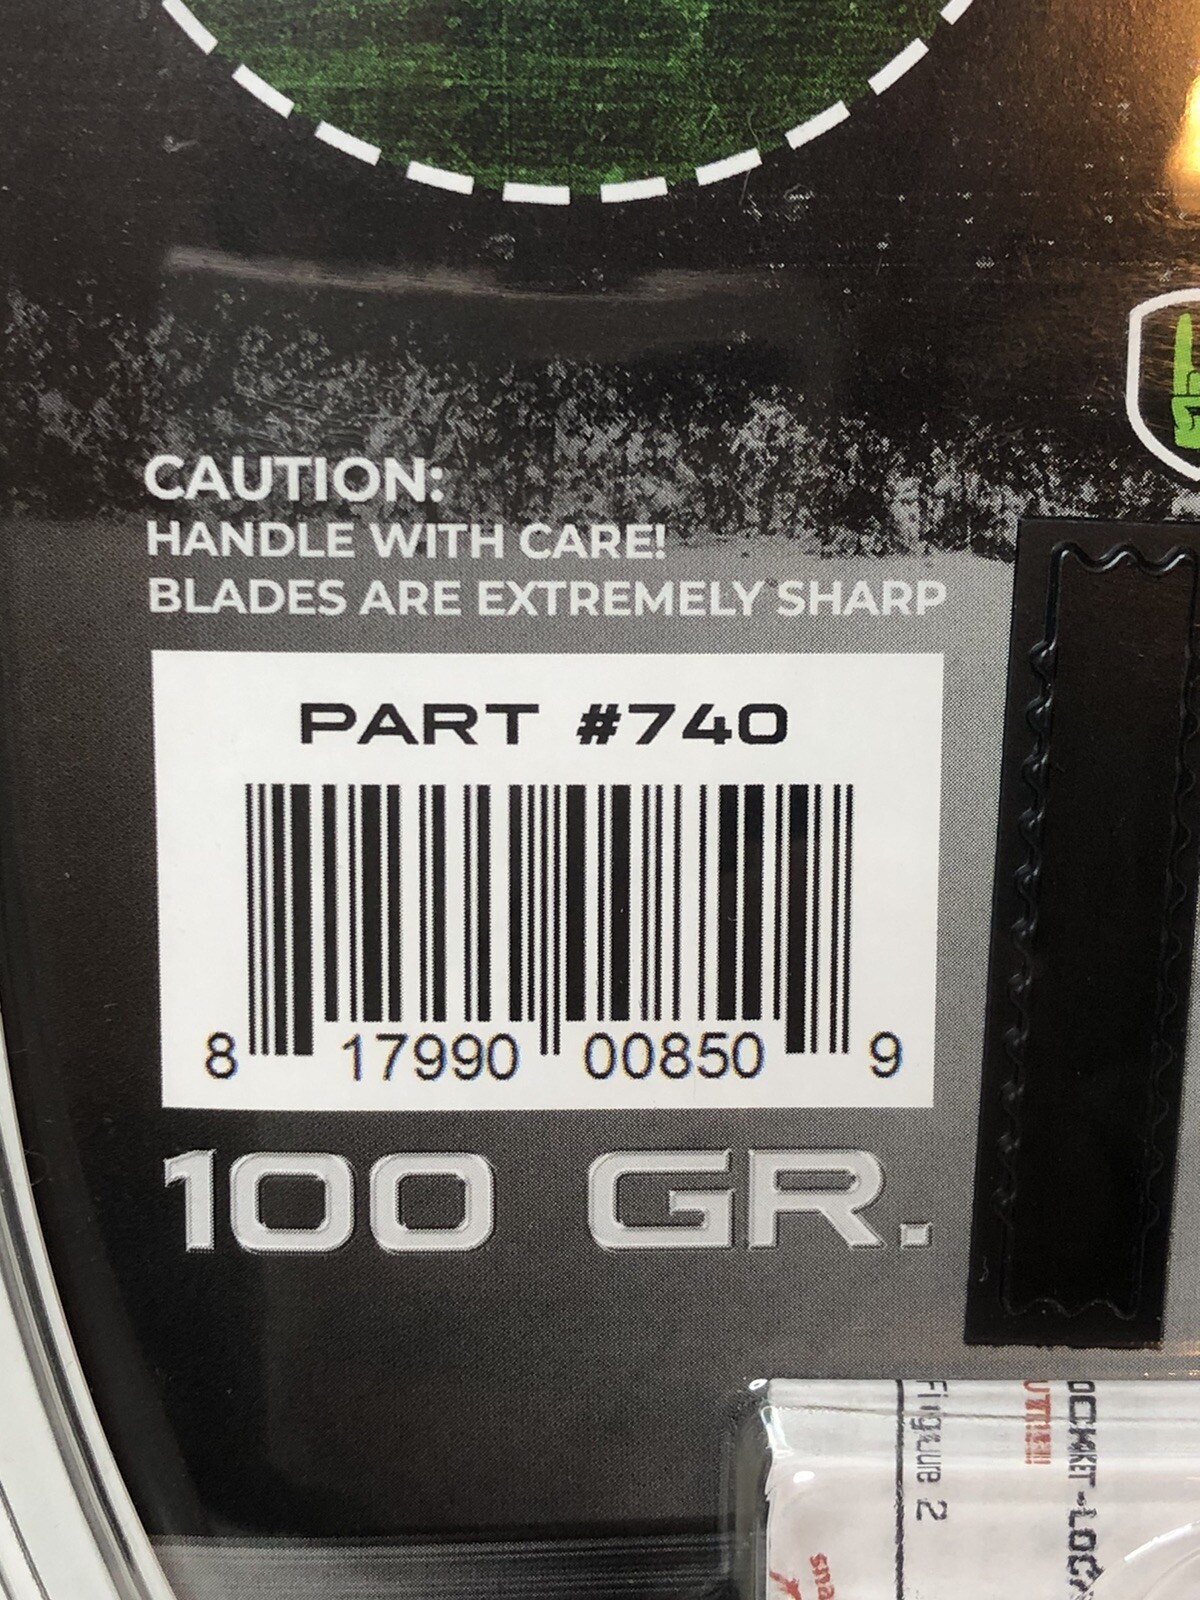 CAUTION:
HANDLE WITH CARE!
BLADES ARE EXTREMELY SHARP
PART #740
8 17990 00850 9
100 GR.
Figure 2